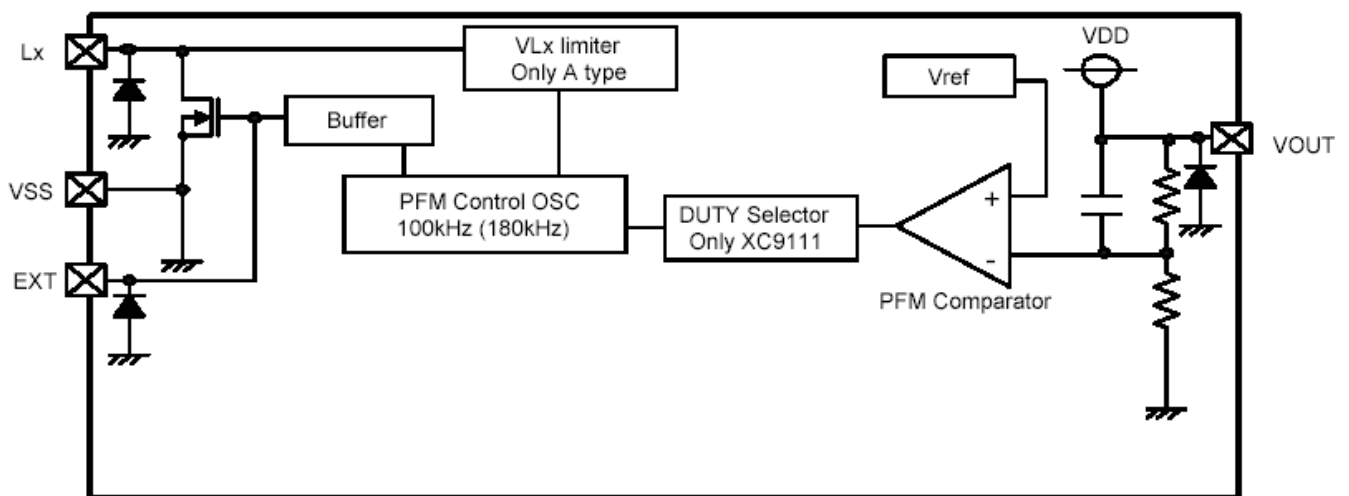 Lx
VLx limiter
Only A type
VDD
Vref
Buffer
VOUT
VSS
PFM Control OSC
100kHz (180kHz)
DUTY Selector
Only XC9111
+
-
EXT
PFM Comparator